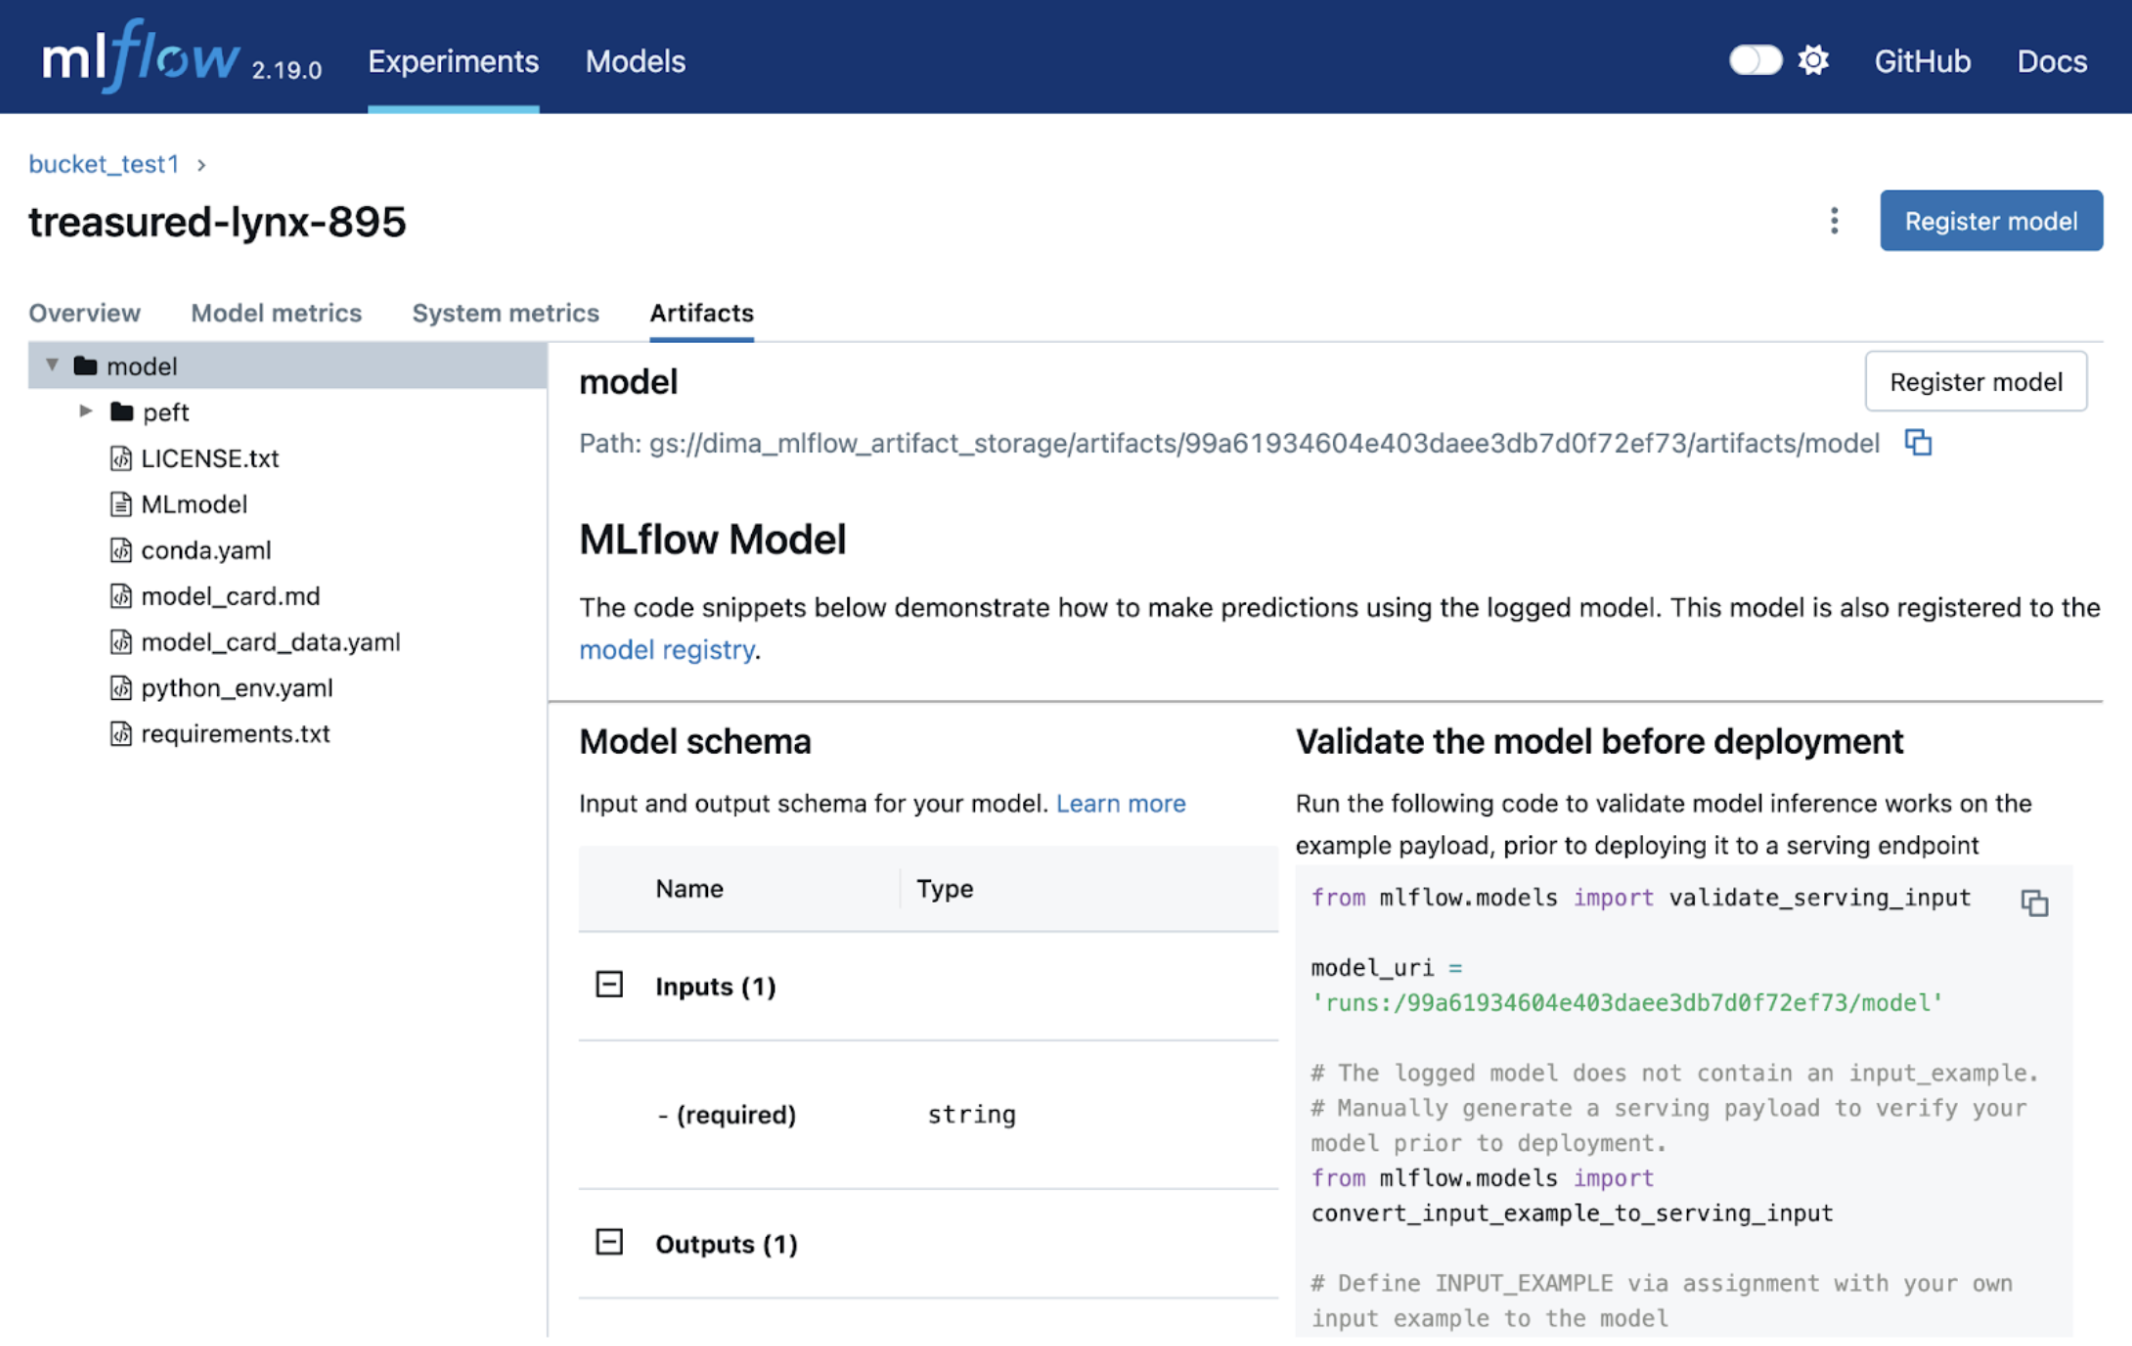 mlflow 2.19.0 Experiments Models GitHub Docs
bucket_test1 >
treasured-lynx-895
Register model
Overview Model metrics System metrics Artifacts
model
peft
LICENSE.txt
MLmodel
conda.yaml
model_card.md
model_card_data.yaml
python_env.yaml
requirements.txt
model
Register model
Path: gs://dima_mlflow_artifact_storage/artifacts/99a61934604e403daee3db7d0f72ef73/artifacts/model
MLflow Model
The code snippets below demonstrate how to make predictions using the logged model. This model is also registered to the
model registry.
Model schema
Input and output schema for your model. Learn more
Name Type
Inputs (1)
- (required) string
Outputs (1)
Validate the model before deployment
Run the following code to validate model inference works on the
example payload, prior to deploying it to a serving endpoint
from mlflow.models import validate_serving_input
model_uri =
'runs:/99a61934604e403daee3db7d0f72ef73/model'
# The logged model does not contain an input_example.
# Manually generate a serving payload to verify your
model prior to deployment.
from mlflow.models import
convert_input_example_to_serving_input
# Define INPUT_EXAMPLE via assignment with your own
input example to the model